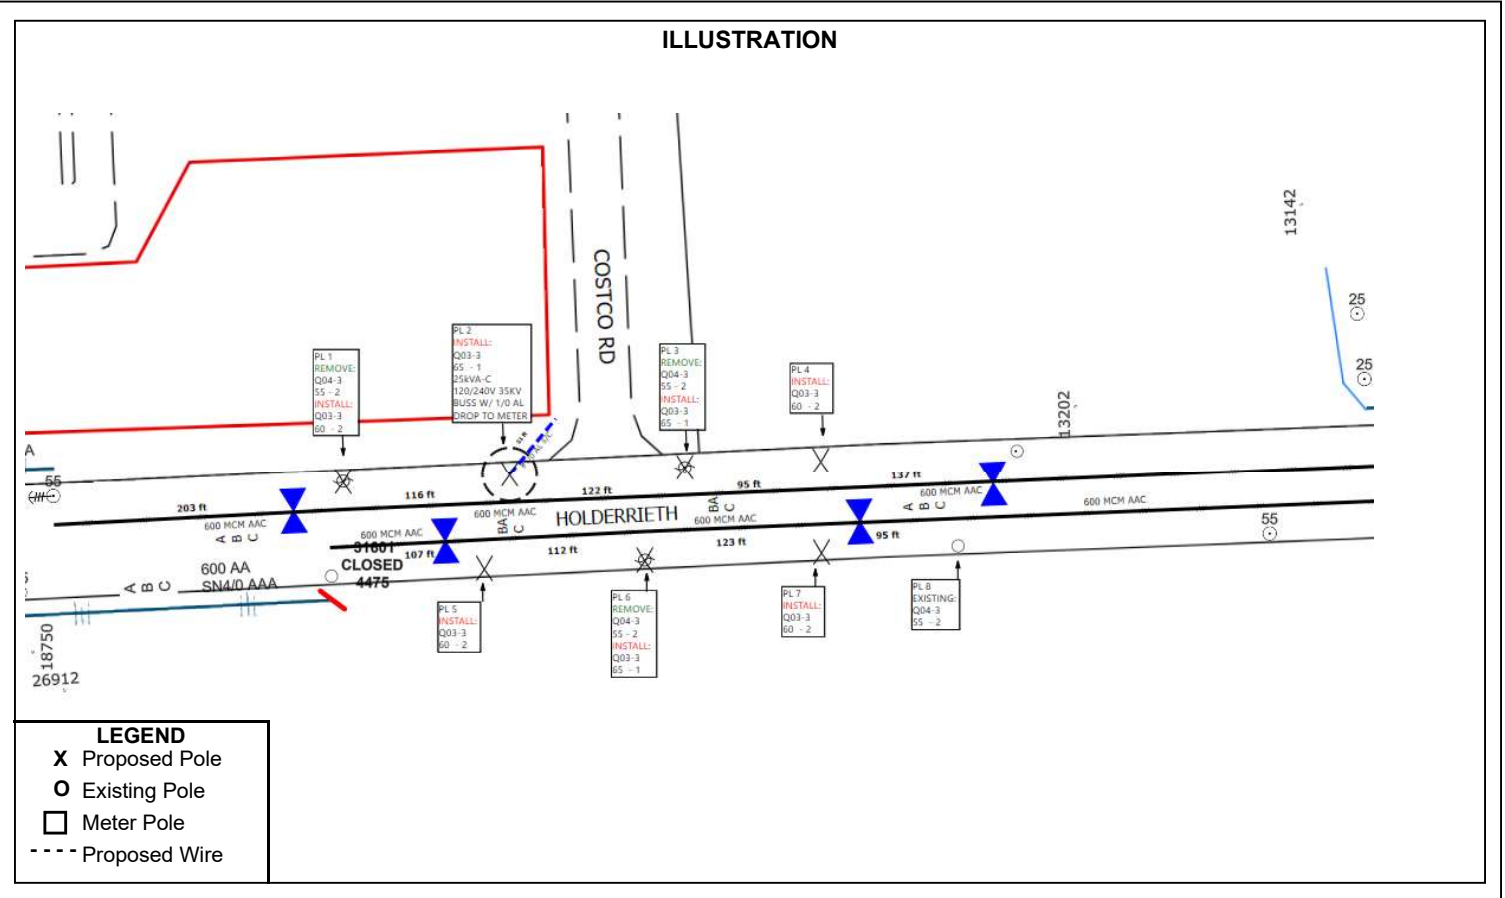 ILLUSTRATION
13142
25
25
COSTCO RD
13202
PL 1
REMOVE:
Q04-3
55 - 2
INSTALL:
Q03-3
60 - 2
PL 2
INSTALL:
Q03-3
65 - 1
25kVA-C
120/240V 35KV
BUSS W/ 1/0 AL
DROP TO METER
PL 3
REMOVE:
Q04-3
55 - 2
INSTALL:
Q03-3
65 - 1
PL 4
INSTALL:
Q03-3
60 - 2
A
55
203 ft
116 ft
122 ft
95 ft
137 ft
600 MCM AAC
A B C
600 MCM AAC
600 MCM AAC
BA C
HOLDERRIETH
600 MCM AAC
BA C
600 MCM AAC
A B C
600 MCM AAC
55
31601
CLOSED
4475
107 ft
112 ft
123 ft
95 ft
600 AA
SN4/0 AAA
A B C
18750
26912
PL 5
INSTALL:
Q03-3
60 - 2
PL 6
REMOVE:
Q04-3
55 - 2
INSTALL:
Q03-3
65 - 1
PL 7
INSTALL:
Q03-3
60 - 2
PL 8
EXISTING:
Q04-3
55 - 2
LEGEND
X Proposed Pole
O Existing Pole
Meter Pole
Proposed Wire